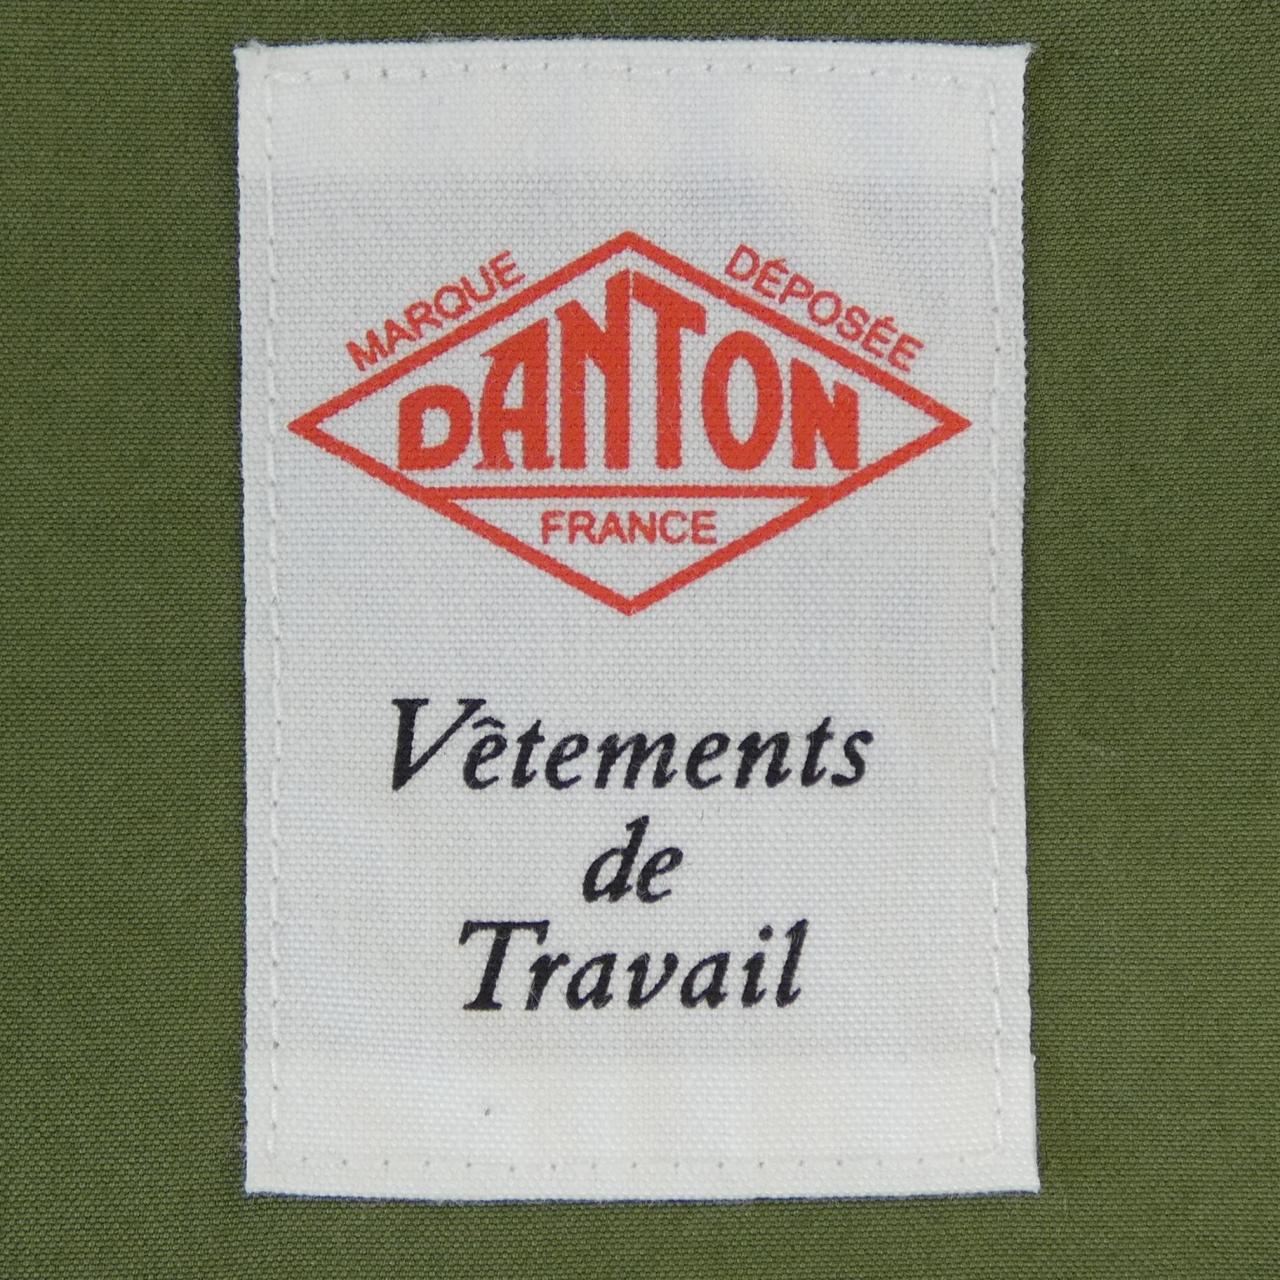 MARQUE DÉPOSÉE
DANTON
FRANCE
Vêtements
de
Travail